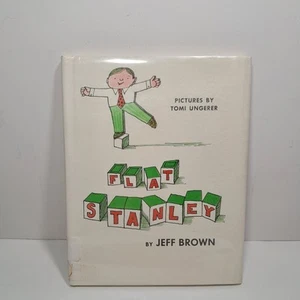 PICTURES BY
TOMI UNGERER
FLAT
STANLEY
BY JEFF BROWN